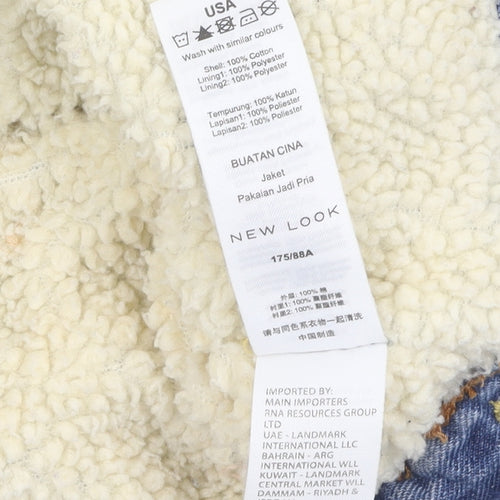 USA
Wash with similar colours
Shell: 100% Cotton
Lining1: 100% Polyester
Lining2: 100% Polyester
Tempurung: 100% Katun
Lapisan1: 100% Poliester
Lapisan2: 100% Poliester
BUATAN CINA
Jaket
Pakaian Jadi Pria
NEW LOOK
175/88A
外层: 100% 棉
衬里1: 100% 聚酯纤维
衬里2: 100% 聚酯纤维
请与同色系衣物一起清洗
中国制造
IMPORTED BY:
MAIN IMPORTERS
RNA RESOURCES GROUP
LTD
UAE - LANDMARK
INTERNATIONAL LLC
BAHRAIN - ARG
INTERNATIONAL WLL
KUWAIT - LANDMARK
CENTRAL MARKET WLL
DAMMAM - RIYADH &